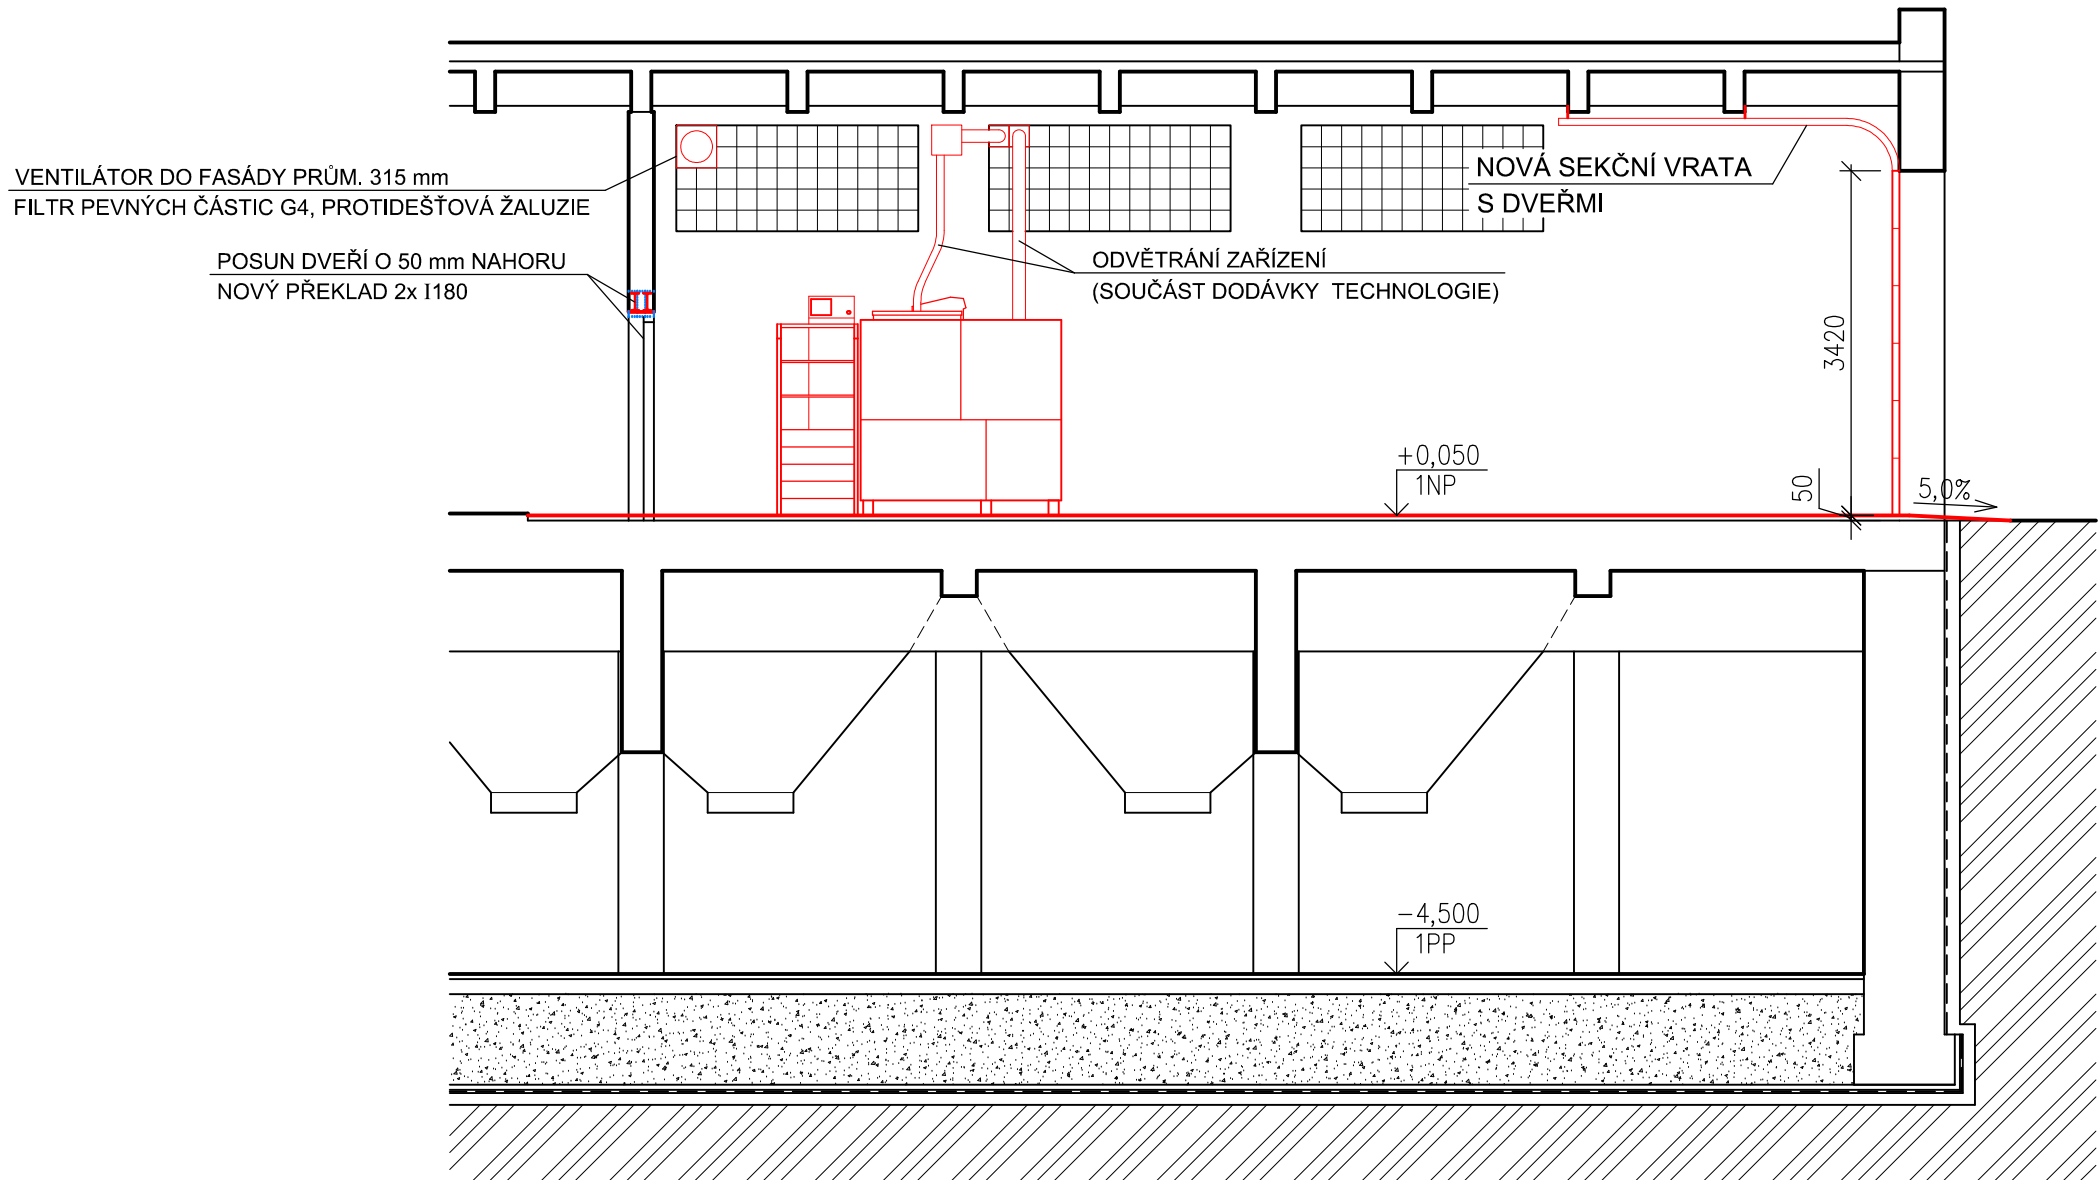 VENTILÁTOR DO FASÁDY PRŮM. 315 mm
FILTR PEVNÝCH ČÁSTIC G4, PROTIDEŠŤOVÁ ŽALUZIE
POSUN DVEŘÍ O 50 mm NAHORU
NOVÝ PŘEKLAD 2x I180
NOVÁ SEKČNÍ VRATA
S DVEŘMI
ODVĚTRÁNÍ ZAŘÍZENÍ
(SOUČÁST DODÁVKY TECHNOLOGIE)
3420
+0,050
1NP
50
5,0%
-4,500
1PP